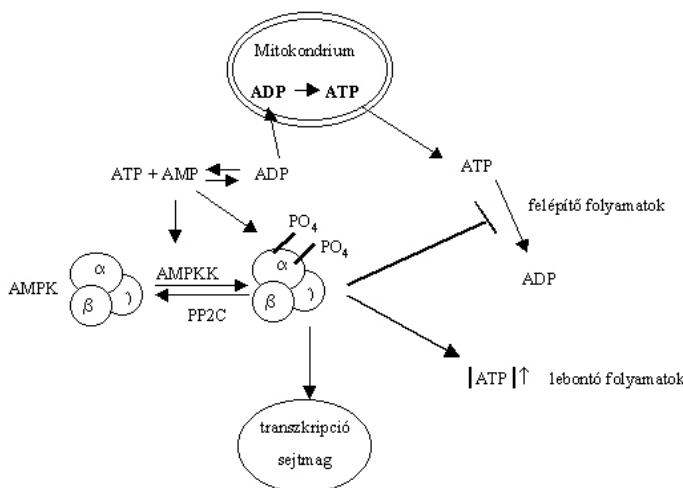 Mitokondrium
ADP → ATP
ATP + AMP ⇄ ADP
ATP
felépítő folyamatok
PO₄
PO₄
ADP
AMPK
α
β
γ
AMPKK
PP2C
α
β
γ
|ATP|↑ lebontó folyamatok
transzkripció
sejtmag